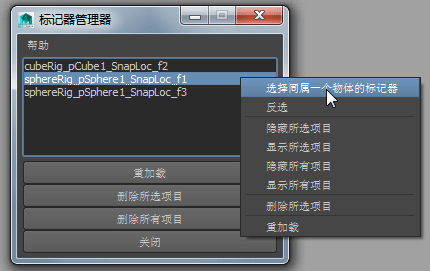 标记器管理器
帮助
cubeRig_pCube1_SnapLoc_f2
sphereRig_pSphere1_SnapLoc_f1
sphereRig_pSphere1_SnapLoc_f3
重加载
删除所选项目
删除所有项目
关闭
选择同属一个物体的标记器
反选
隐藏所选项目
显示所选项目
隐藏所有项目
显示所有项目
删除所选项目
重加载